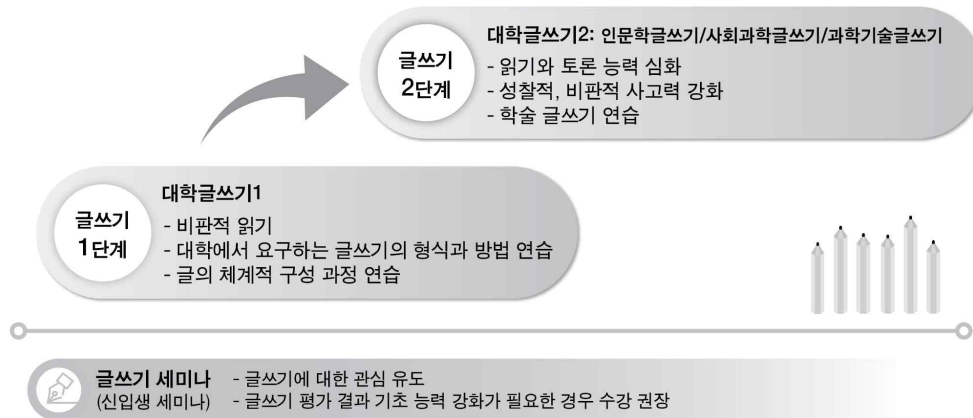 글쓰기
2단계
대학글쓰기2: 인문학글쓰기/사회과학글쓰기/과학기술글쓰기
- 읽기와 토론 능력 심화
- 성찰적, 비판적 사고력 강화
- 학술 글쓰기 연습
글쓰기
1단계
대학글쓰기1
- 비판적 읽기
- 대학에서 요구하는 글쓰기의 형식과 방법 연습
- 글의 체계적 구성 과정 연습
글쓰기 세미나 - 글쓰기에 대한 관심 유도
(신입생 세미나) - 글쓰기 평가 결과 기초 능력 강화가 필요한 경우 수강 권장